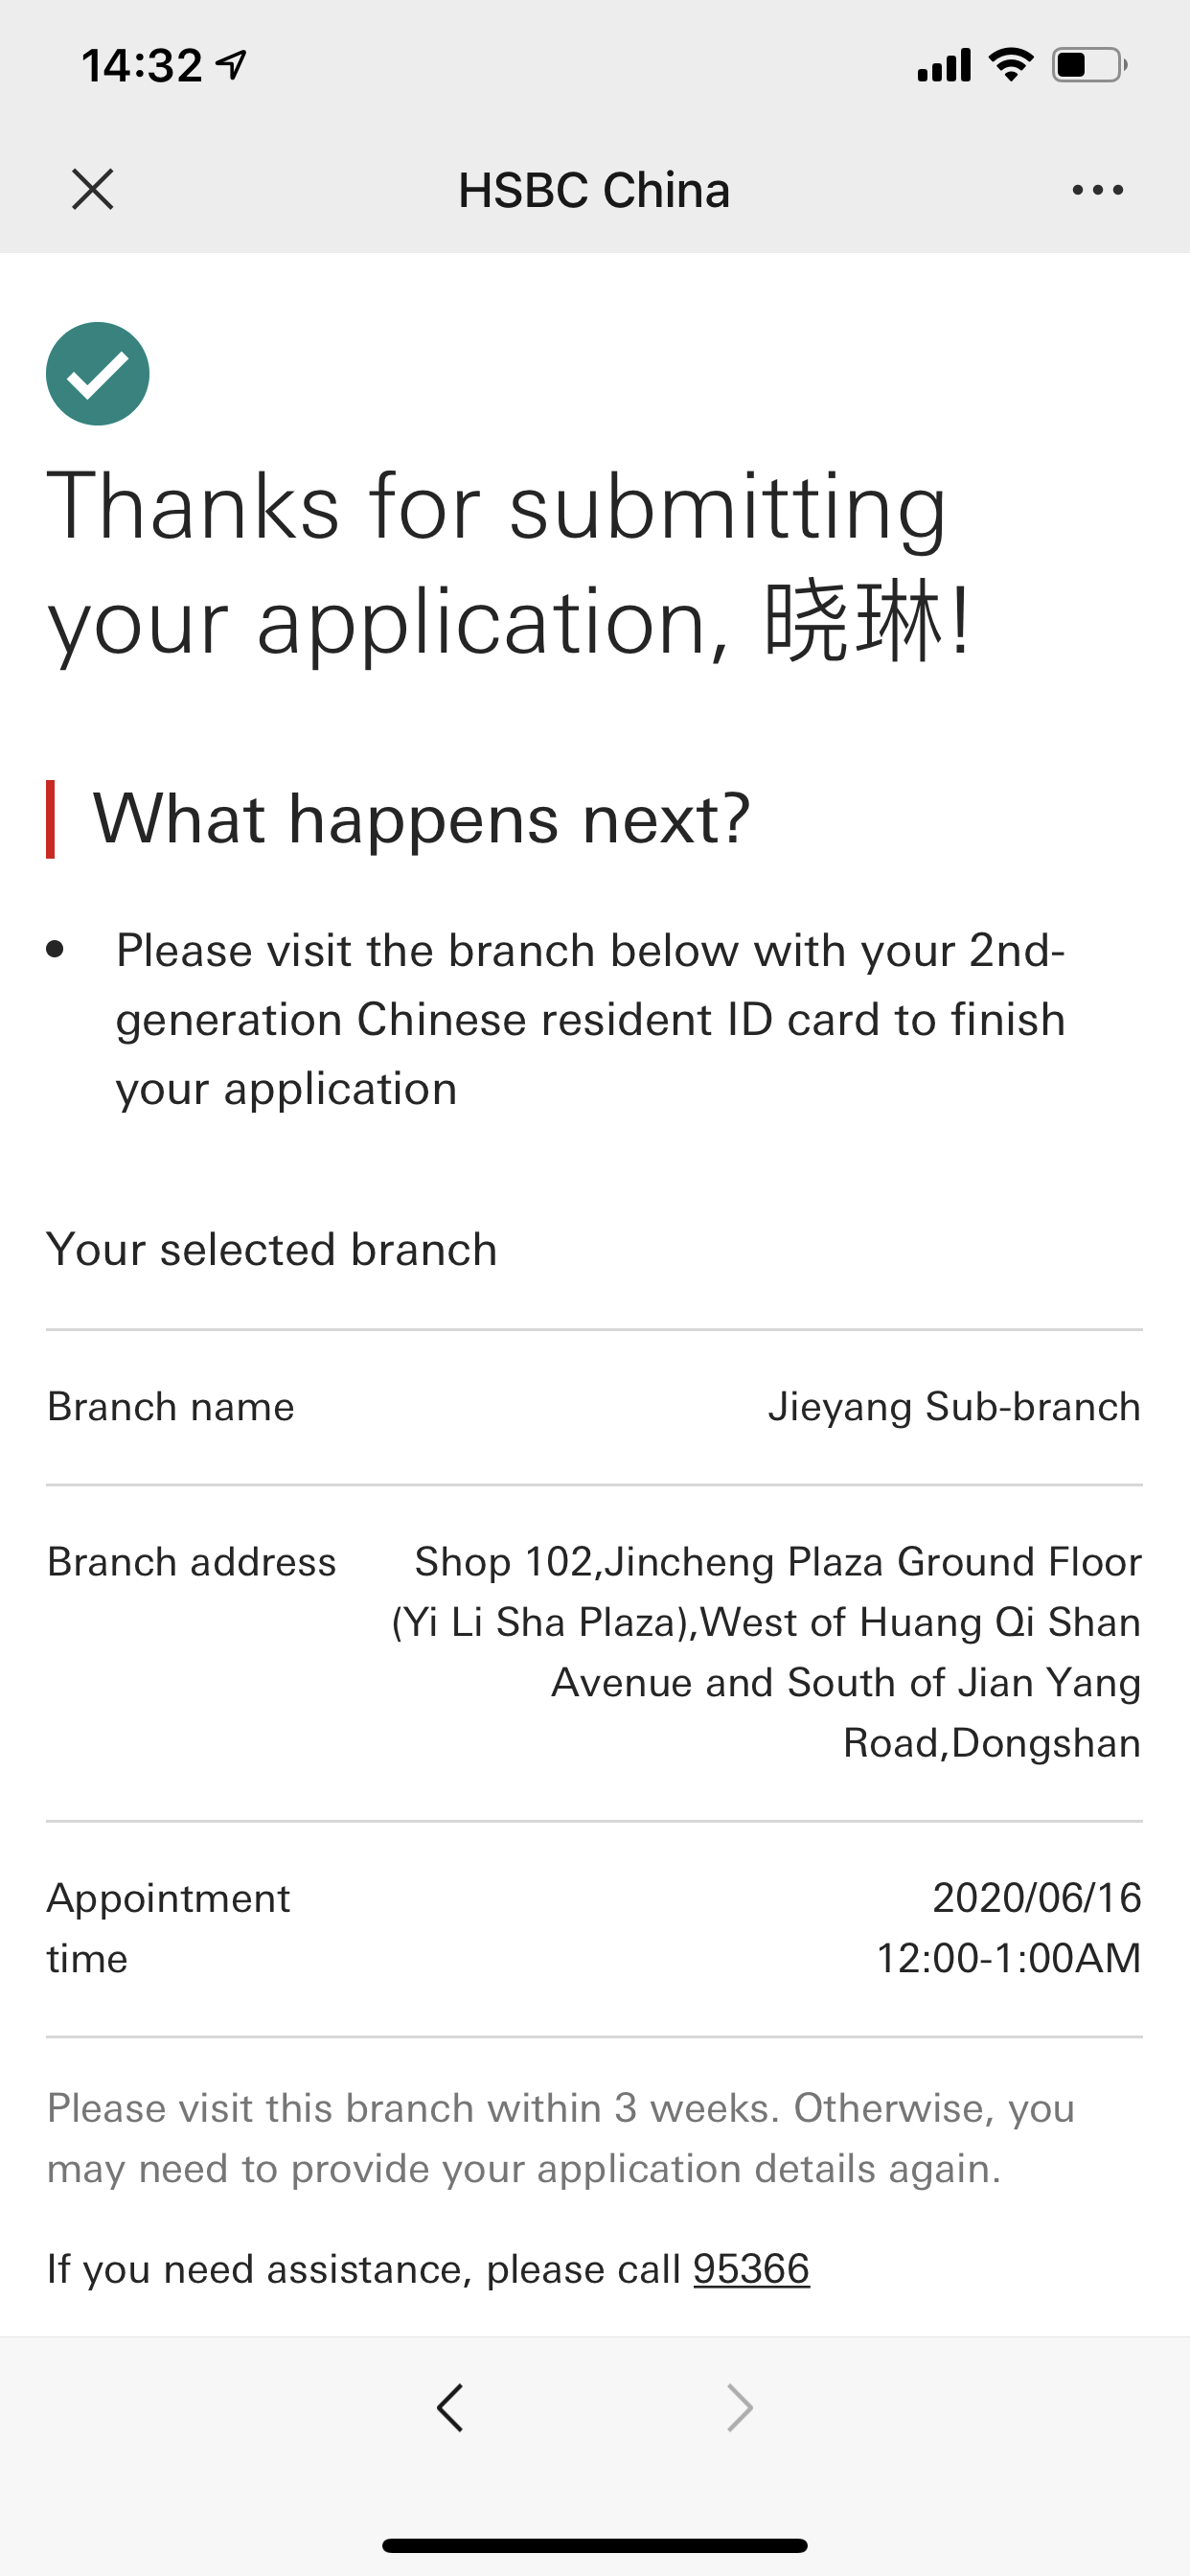 14:32
HSBC China
Thanks for submitting
your application, 晓琳!
What happens next?
• Please visit the branch below with your 2nd-
generation Chinese resident ID card to finish
your application
Your selected branch
Branch name Jieyang Sub-branch
Branch address Shop 102,Jincheng Plaza Ground Floor
(Yi Li Sha Plaza),West of Huang Qi Shan
Avenue and South of Jian Yang
Road,Dongshan
Appointment 2020/06/16
time 12:00-1:00AM
Please visit this branch within 3 weeks. Otherwise, you
may need to provide your application details again.
If you need assistance, please call 95366